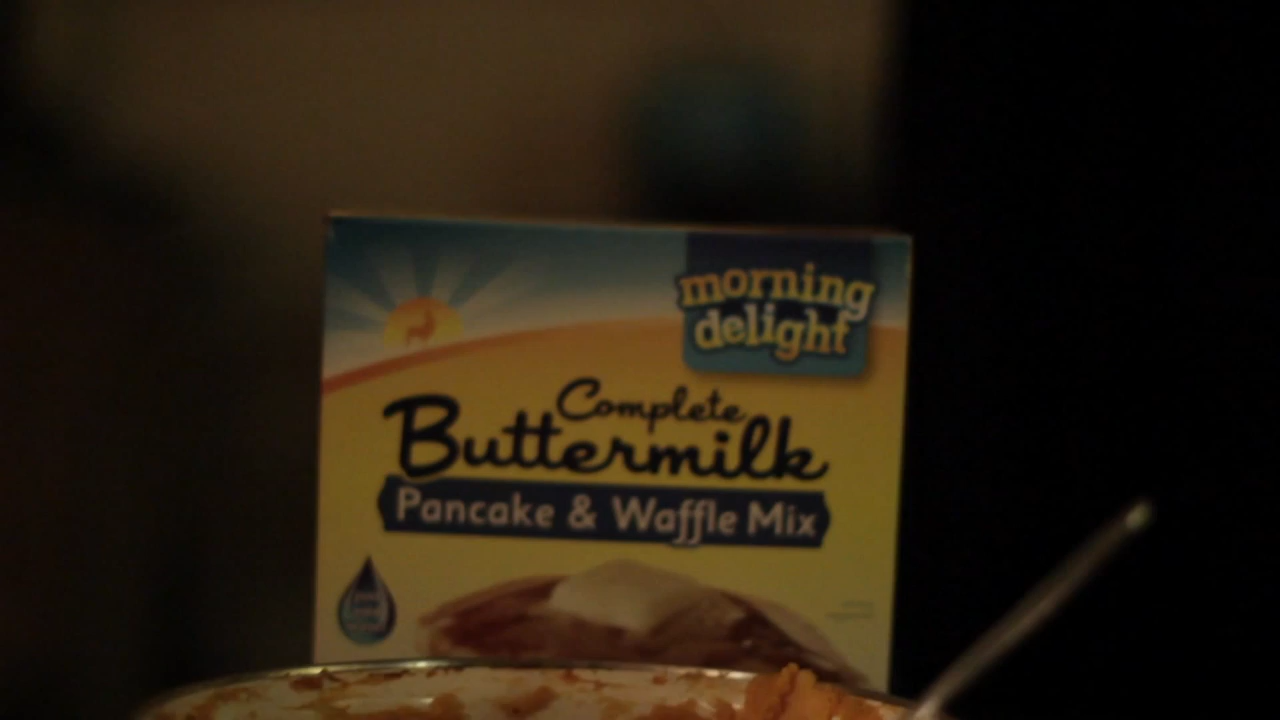 morning
delight
Complete
Buttermilk
Pancake & Waffle Mix